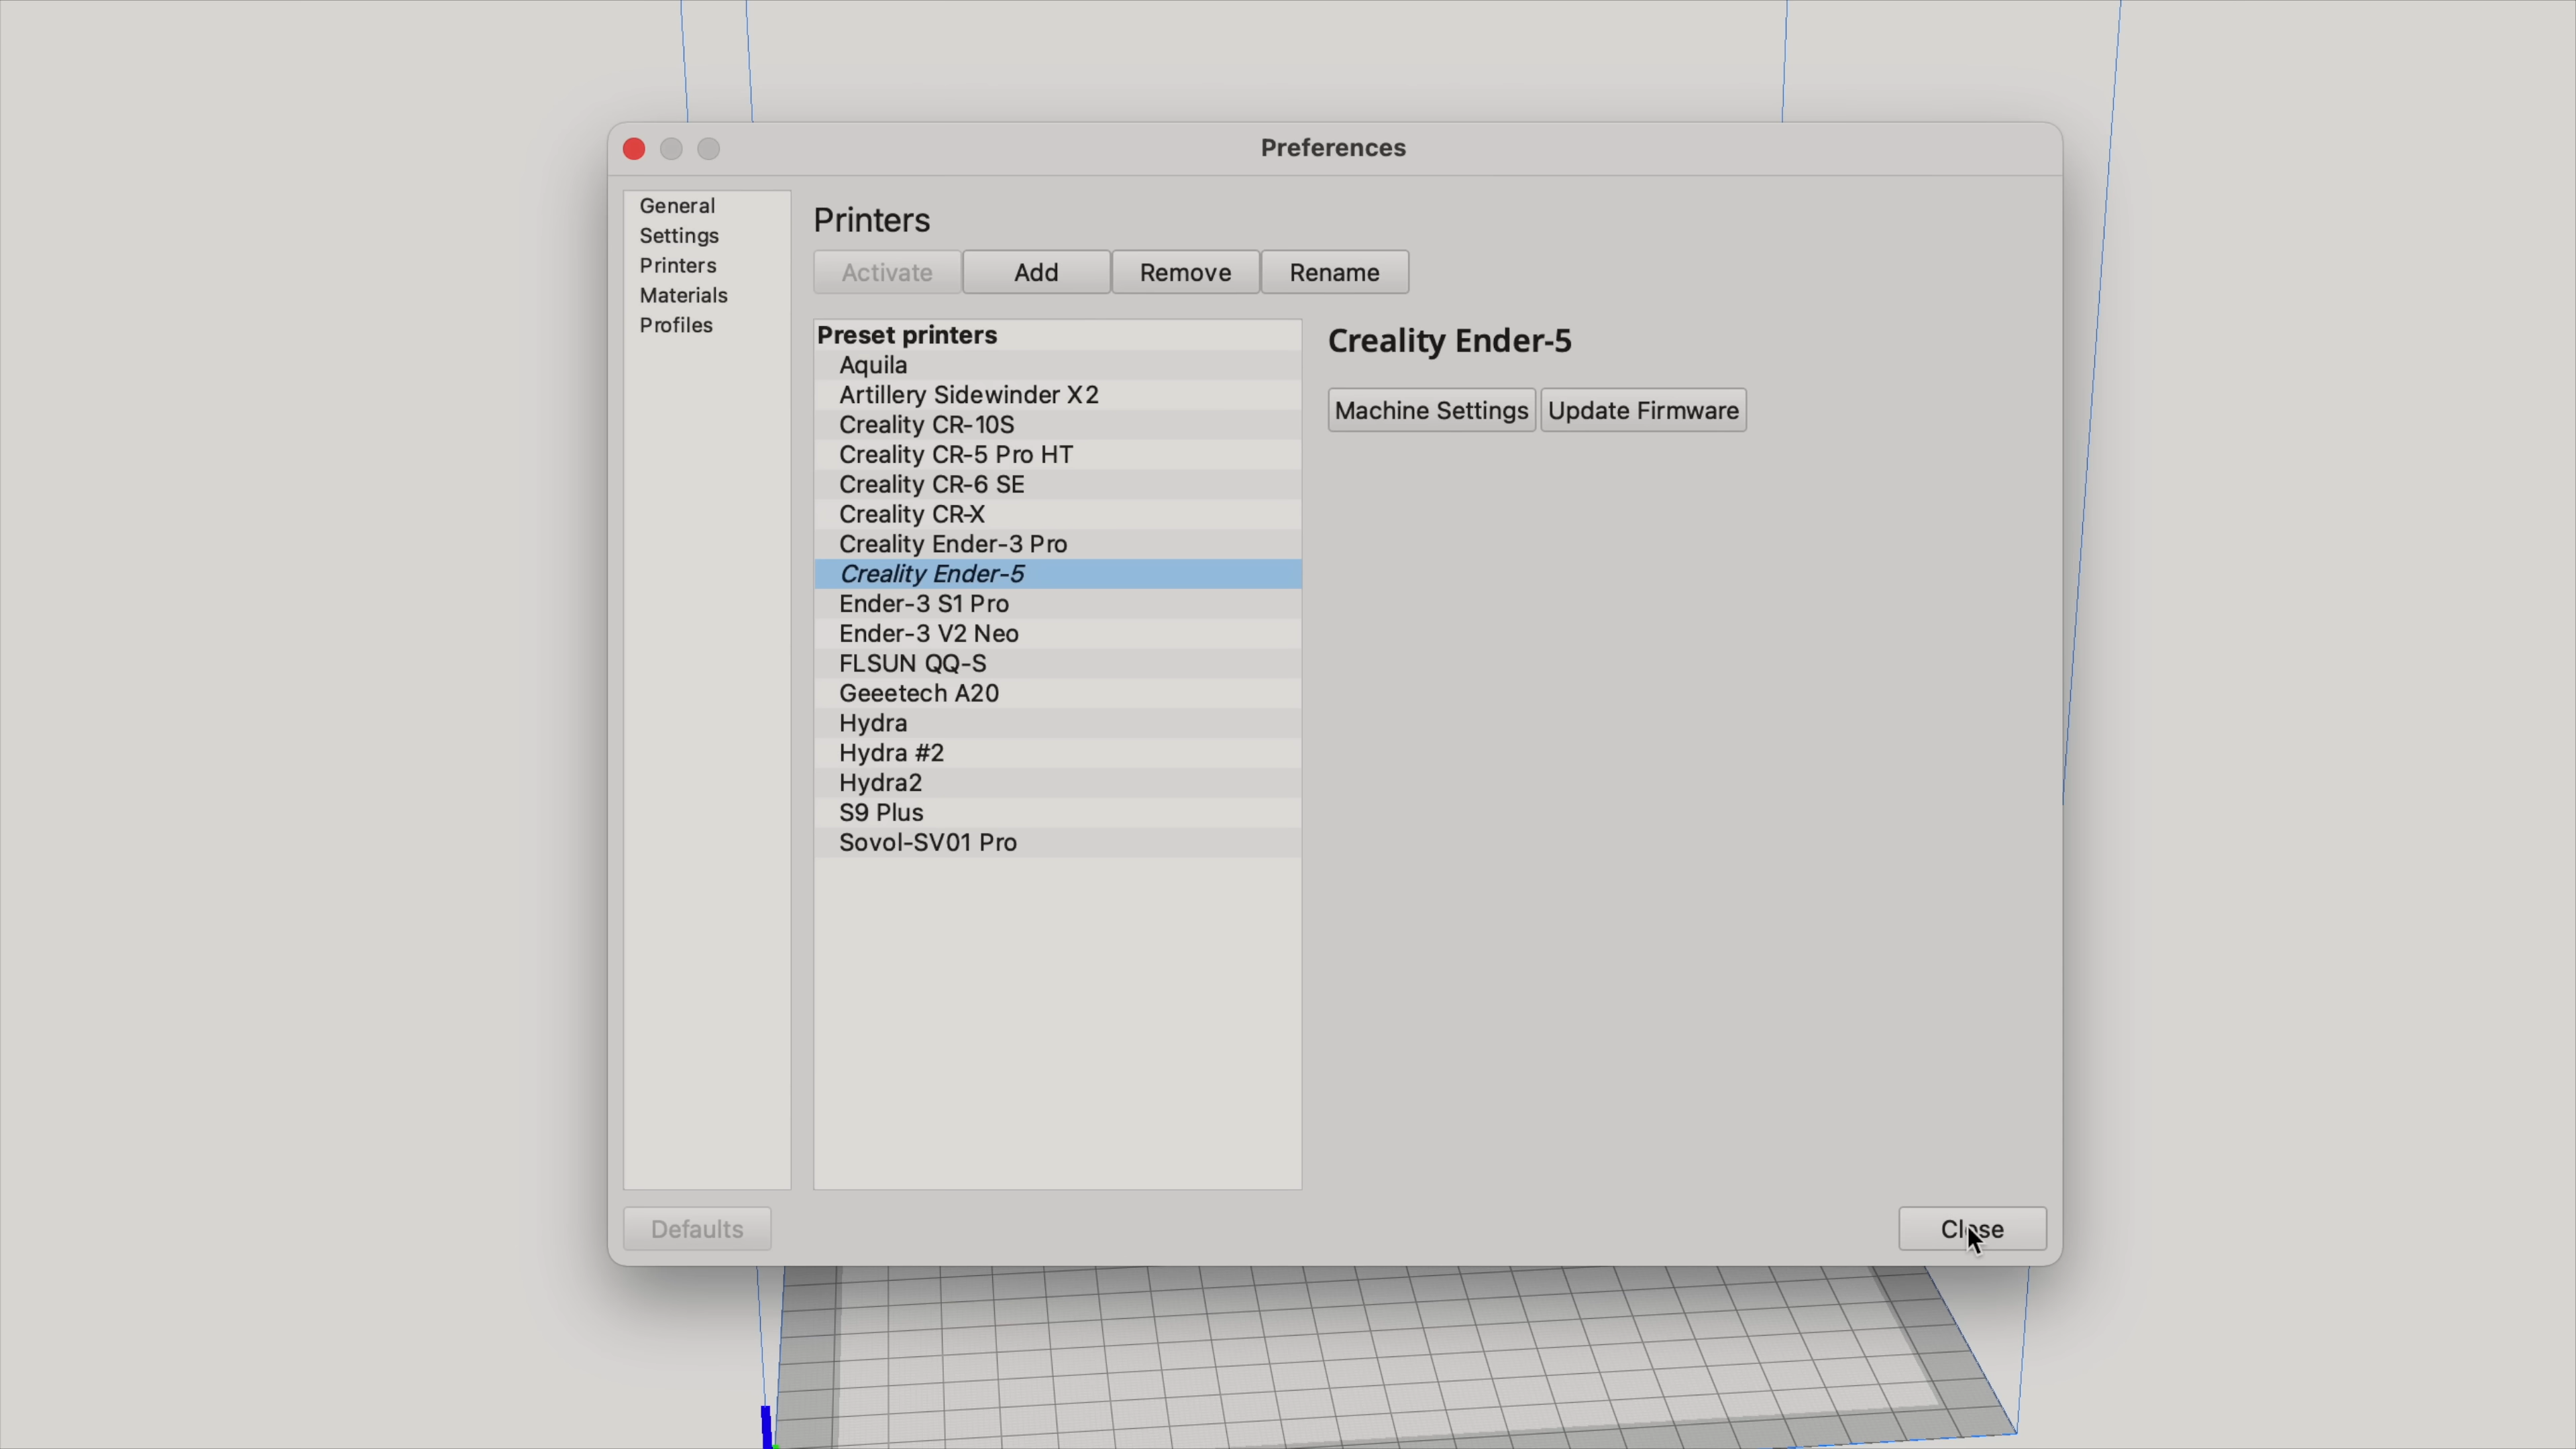 Preferences
General
Settings
Printers
Materials
Profiles
Printers
Activate Add Remove Rename
Preset printers
Aquila
Artillery Sidewinder X2
Creality CR-10S
Creality CR-5 Pro HT
Creality CR-6 SE
Creality CR-X
Creality Ender-3 Pro
Creality Ender-5
Ender-3 S1 Pro
Ender-3 V2 Neo
FLSUN QQ-S
Geeetech A20
Hydra
Hydra #2
Hydra2
S9 Plus
Sovol-SV01 Pro
Creality Ender-5
Machine Settings Update Firmware
Defaults
Close